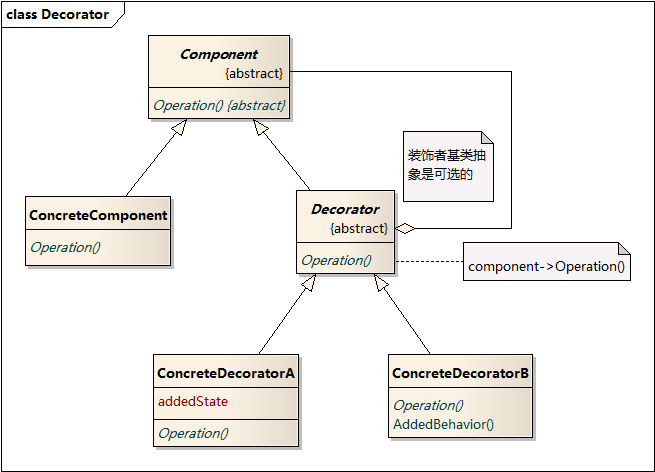 class Decorator
Component
{abstract}
Operation() {abstract}
装饰者基类抽
象是可选的
ConcreteComponent
Operation()
Decorator
{abstract}
Operation()
component->Operation()
ConcreteDecoratorA
addedState
Operation()
ConcreteDecoratorB
Operation()
AddedBehavior()